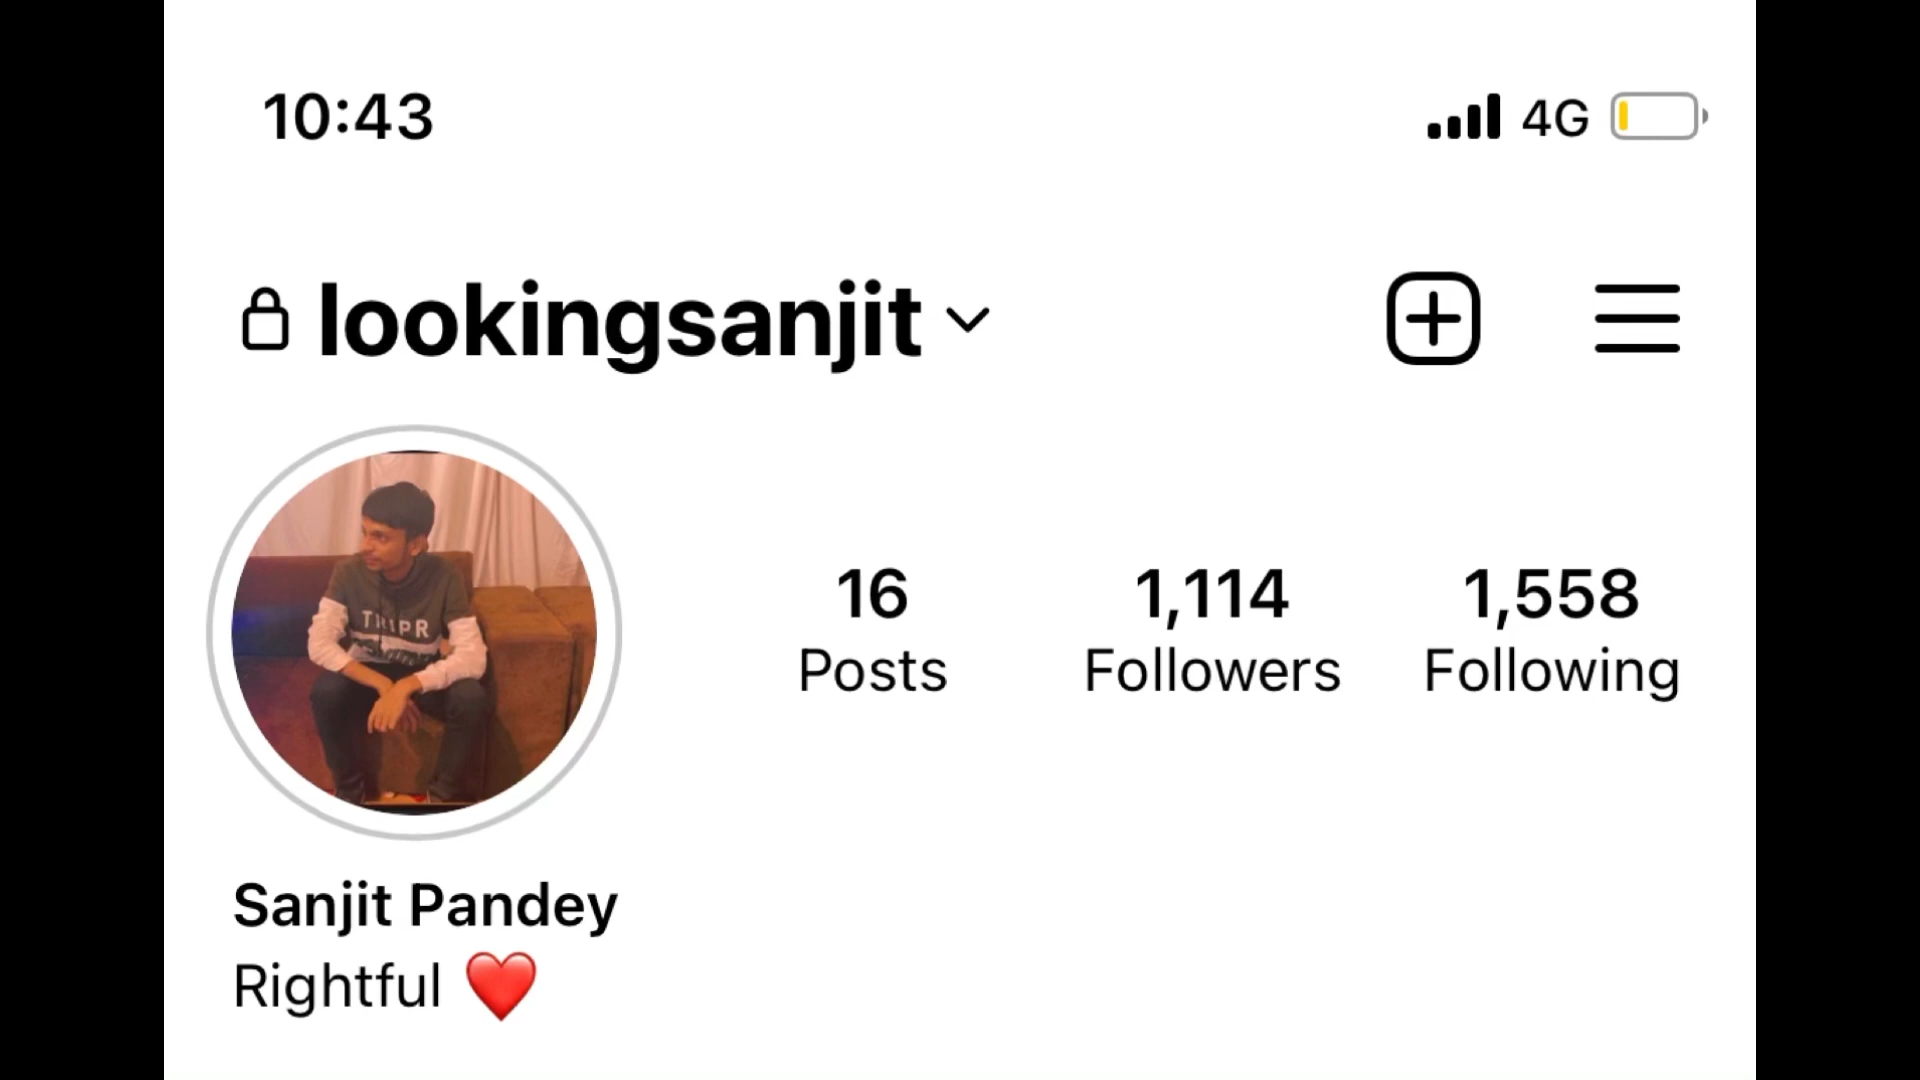 10:43 4G
lookingsanjit
16 1,114 1,558
Posts Followers Following
Sanjit Pandey
Rightful ❤️